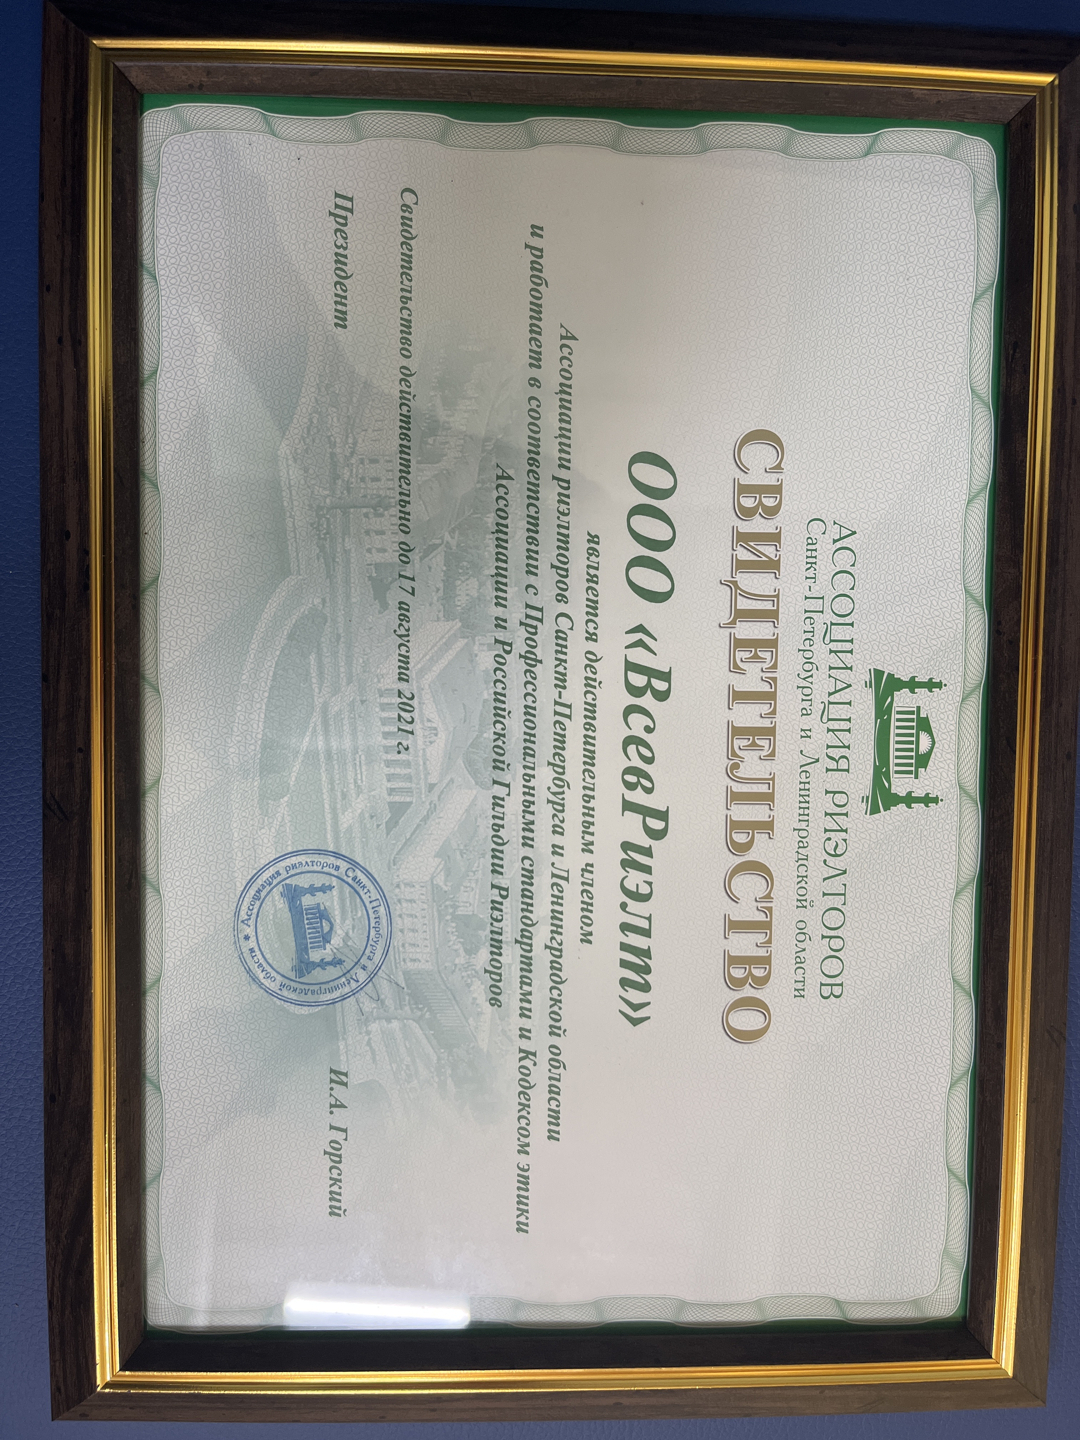 АССОЦИАЦИЯ РИЭЛТОРОВ
Санкт-Петербурга и Ленинградской области
СВИДЕТЕЛЬСТВО
ООО «ВсевРиэлт»
является действительным членом
Ассоциации риэлторов Санкт-Петербурга и Ленинградской области
и работает в соответствии с Профессиональными стандартами и Кодексом этики
Ассоциации и Российской Гильдии Риэлторов
Свидетельство действительно до 17 августа 2021 г.
Президент
И.А. Горский
Ассоциация риэлторов Санкт-Петербурга и Ленинградской области *